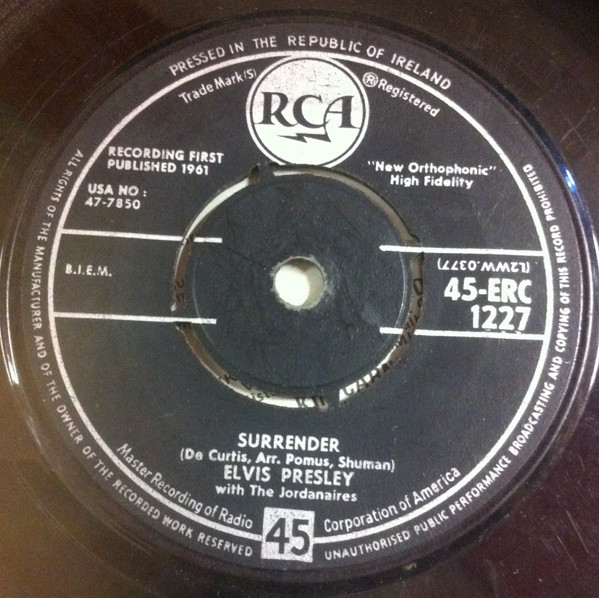 PRESSED IN THE REPUBLIC OF IRELAND
Trade Mark(S)
RCA
®Registered
RECORDING FIRST
PUBLISHED 1961
USA NO :
47-7850
"New Orthophonic"
High Fidelity
B.I.E.M.
(L2WW.0377)
45-ERC
1227
SURRENDER
(De Curtis, Arr. Pomus, Shuman)
ELVIS PRESLEY
with The Jordanaires
Master Recording of Radio Corporation of America
45
ALL RIGHTS OF THE MANUFACTURER AND OF THE OWNER OF THE RECORDED WORK RESERVED
UNAUTHORISED PUBLIC PERFORMANCE BROADCASTING AND COPYING OF THIS RECORD PROHIBITED